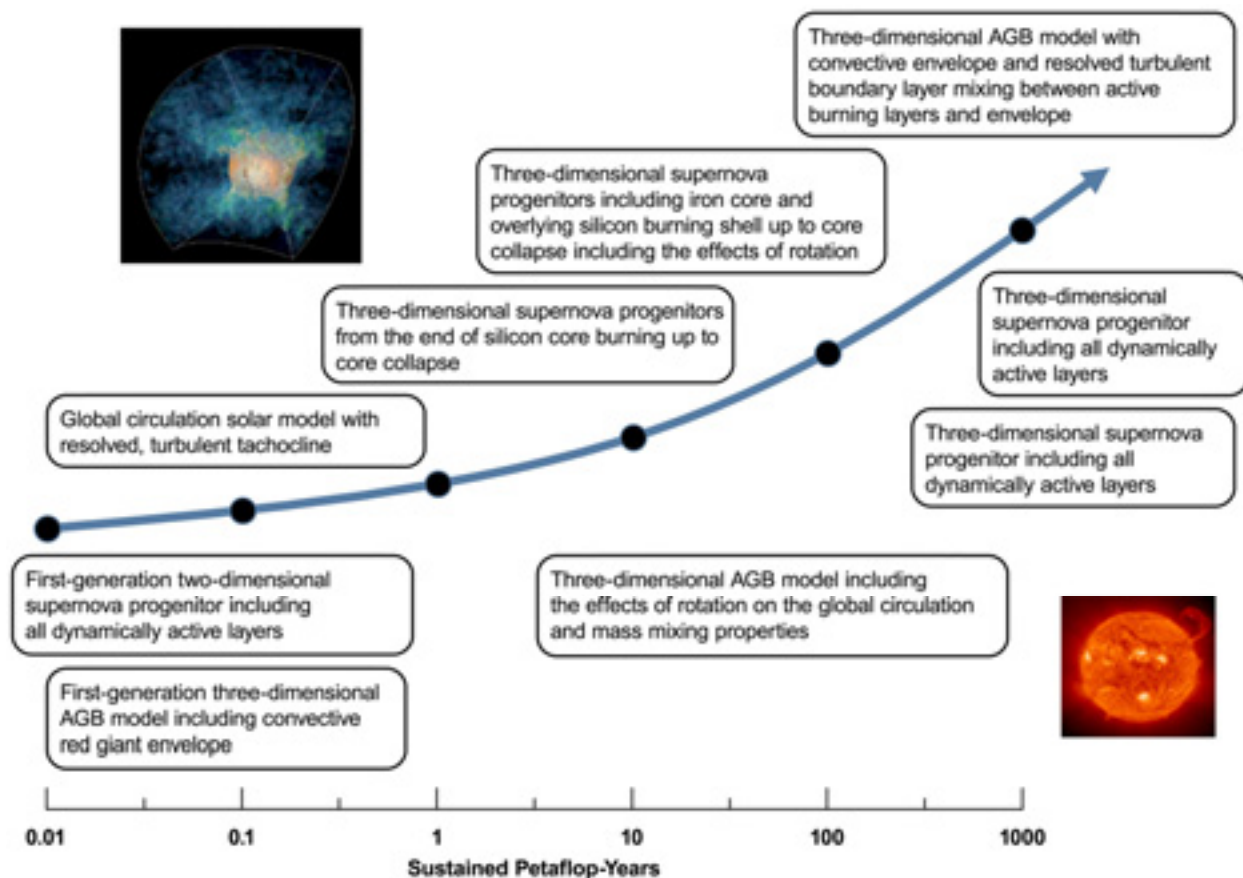 Three-dimensional AGB model with
convective envelope and resolved turbulent
boundary layer mixing between active
burning layers and envelope
Three-dimensional supernova
progenitors including iron core and
overlying silicon burning shell up to core
collapse including the effects of rotation
Three-dimensional
supernova progenitor
including all dynamically
active layers
Three-dimensional supernova progenitors
from the end of silicon core burning up to
core collapse
Global circulation solar model with
resolved, turbulent tachocline
Three-dimensional supernova
progenitor including all
dynamically active layers
First-generation two-dimensional
supernova progenitor including
all dynamically active layers
Three-dimensional AGB model including
the effects of rotation on the global circulation
and mass mixing properties
First-generation three-dimensional
AGB model including convective
red giant envelope
0.01 0.1 1 10 100 1000
Sustained Petaflop-Years